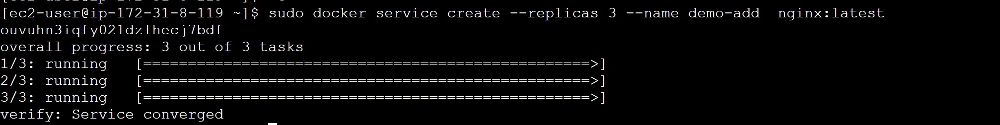 [ec2-user@ip-172-31-8-119 ~]$ sudo docker service create --replicas 3 --name demo-add  nginx:latest
ouvuhn3iqfy021dzlhecj7bdf
overall progress: 3 out of 3 tasks
1/3: running   [==================================================>]
2/3: running   [==================================================>]
3/3: running   [==================================================>]
verify: Service converged